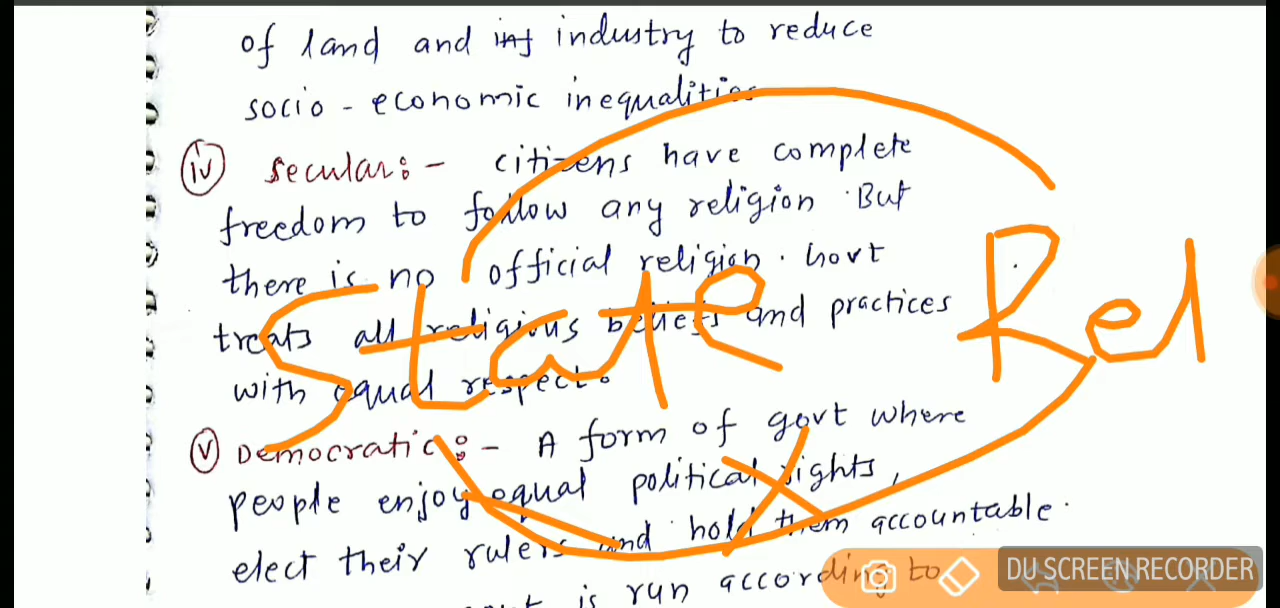 of land and inf industry to reduce
socio - economic inequalities
(iv) Secular:- citizens have complete
freedom to follow any religion. But
there is no official religion. Govt
treats all religious beliefs and practices
with equal respect.
(v) Democratic:- A form of govt where
people enjoy equal political rights,
elect their rulers and hold them accountable.
is run according to
State Rel
DU SCREEN RECORDER